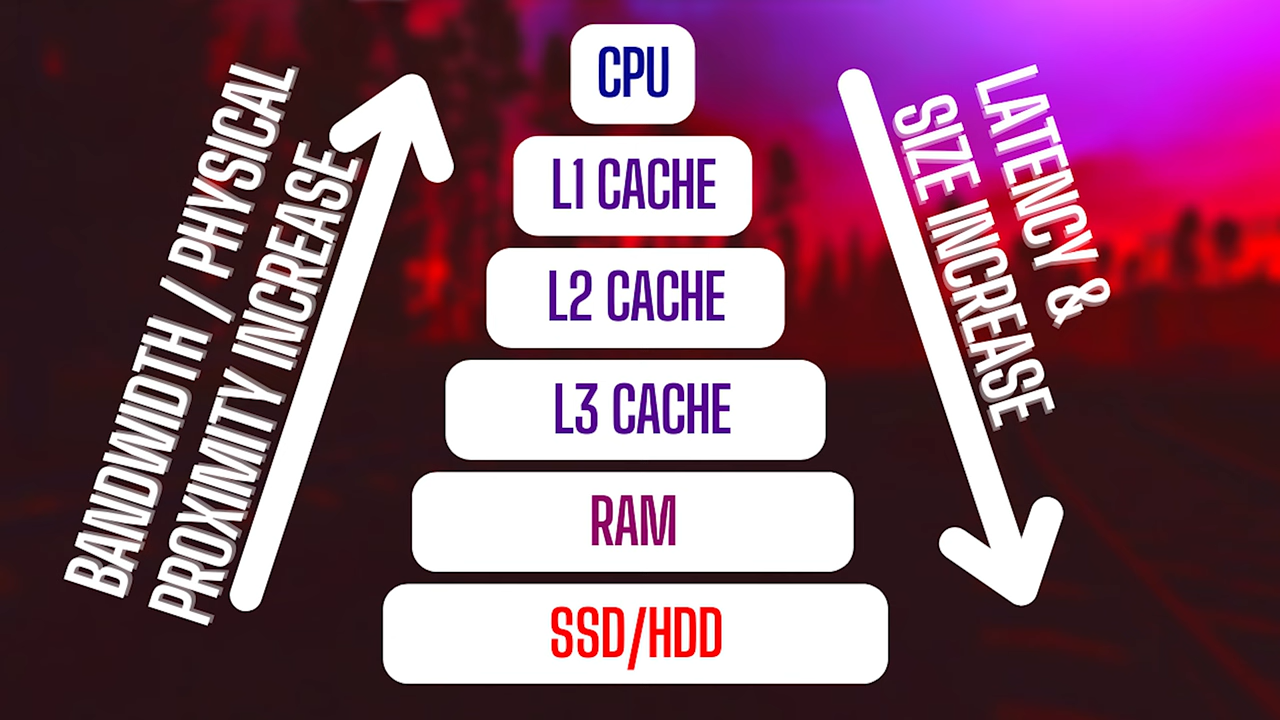 BANDWIDTH / PHYSICAL
PROXIMITY INCREASE
CPU
L1 CACHE
L2 CACHE
L3 CACHE
RAM
SSD/HDD
LATENCY &
SIZE INCREASE